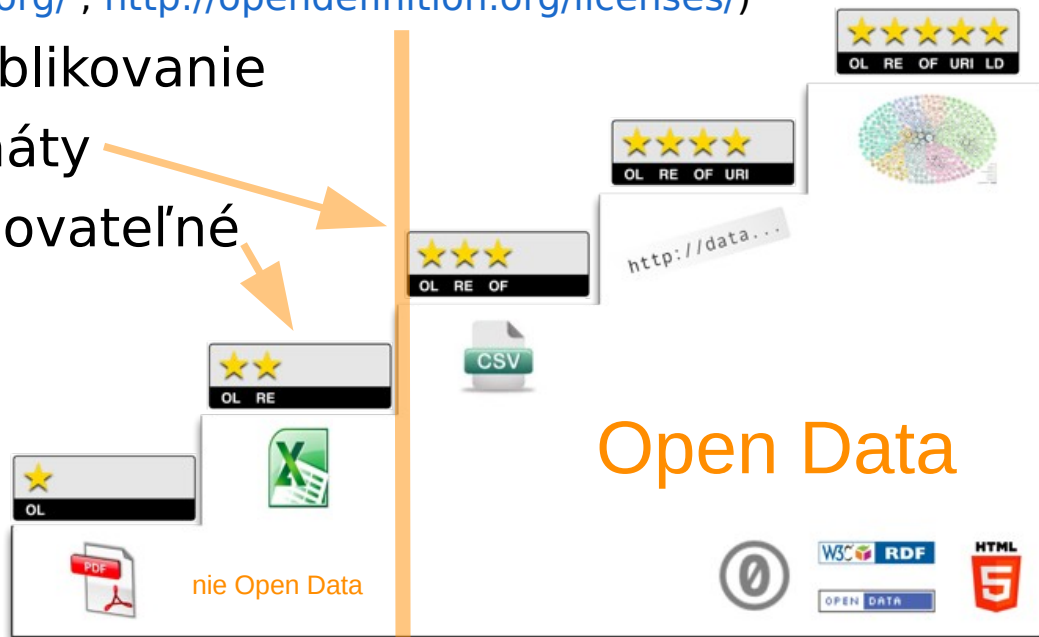 org/ , http://opendefinition.org/licenses/)
blikovanie
áty
ovateľné
OL RE OF URI LD
OL RE OF URI
http://data...
OL RE OF
CSV
OL RE
Open Data
OL
PDF
nie Open Data
W3C RDF
OPEN DATA
HTML
5
0